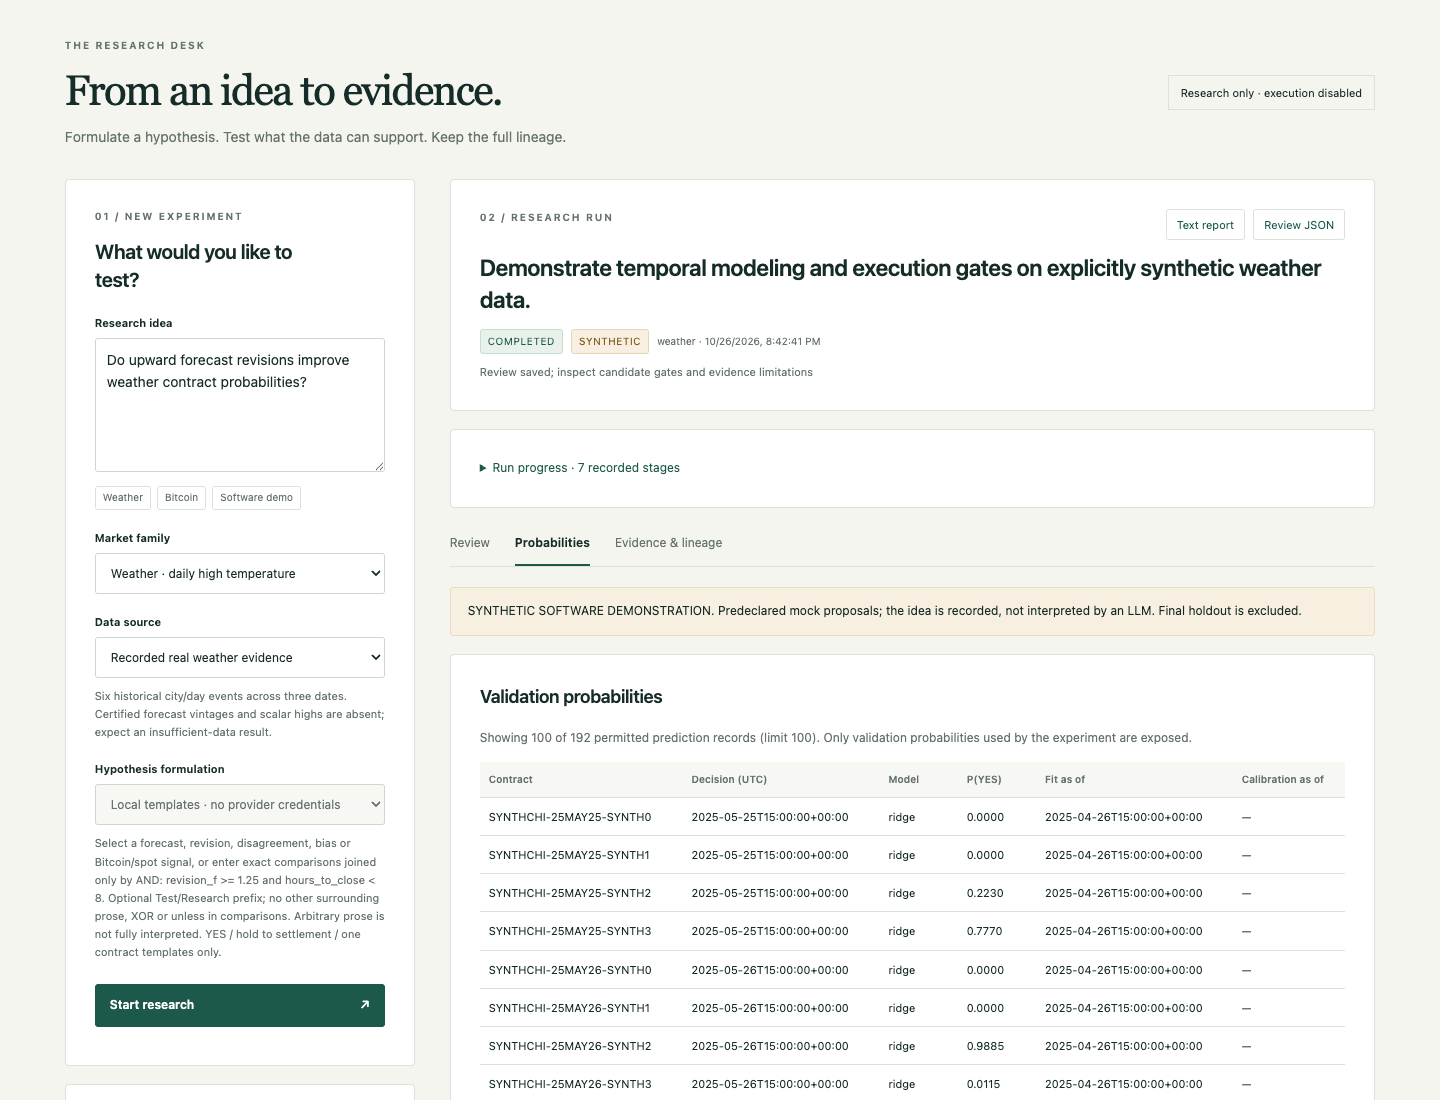 THE RESEARCH DESK
From an idea to evidence.
Research only · execution disabled
Formulate a hypothesis. Test what the data can support. Keep the full lineage.
01 / NEW EXPERIMENT
What would you like to
test?
Research idea
Do upward forecast revisions improve
weather contract probabilities?
Weather Bitcoin Software demo
Market family
Weather · daily high temperature
Data source
Recorded real weather evidence
Six historical city/day events across three dates.
Certified forecast vintages and scalar highs are absent;
expect an insufficient-data result.
Hypothesis formulation
Local templates · no provider credentials
Select a forecast, revision, disagreement, bias or
Bitcoin/spot signal, or enter exact comparisons joined
only by AND: revision_f >= 1.25 and hours_to_close <
8. Optional Test/Research prefix; no other surrounding
prose, XOR or unless in comparisons. Arbitrary prose is
not fully interpreted. YES / hold to settlement / one
contract templates only.
Start research ↗
02 / RESEARCH RUN
Text report Review JSON
Demonstrate temporal modeling and execution gates on explicitly synthetic weather
data.
COMPLETED SYNTHETIC weather · 10/26/2026, 8:42:41 PM
Review saved; inspect candidate gates and evidence limitations
▶ Run progress · 7 recorded stages
Review Probabilities Evidence & lineage
SYNTHETIC SOFTWARE DEMONSTRATION. Predeclared mock proposals; the idea is recorded, not interpreted by an LLM. Final holdout is excluded.
Validation probabilities
Showing 100 of 192 permitted prediction records (limit 100). Only validation probabilities used by the experiment are exposed.
Contract Decision (UTC) Model P(YES) Fit as of Calibration as of
SYNTHCHI-25MAY25-SYNTH0 2025-05-25T15:00:00+00:00 ridge 0.0000 2025-04-26T15:00:00+00:00 —
SYNTHCHI-25MAY25-SYNTH1 2025-05-25T15:00:00+00:00 ridge 0.0000 2025-04-26T15:00:00+00:00 —
SYNTHCHI-25MAY25-SYNTH2 2025-05-25T15:00:00+00:00 ridge 0.2230 2025-04-26T15:00:00+00:00 —
SYNTHCHI-25MAY25-SYNTH3 2025-05-25T15:00:00+00:00 ridge 0.7770 2025-04-26T15:00:00+00:00 —
SYNTHCHI-25MAY26-SYNTH0 2025-05-26T15:00:00+00:00 ridge 0.0000 2025-04-26T15:00:00+00:00 —
SYNTHCHI-25MAY26-SYNTH1 2025-05-26T15:00:00+00:00 ridge 0.0000 2025-04-26T15:00:00+00:00 —
SYNTHCHI-25MAY26-SYNTH2 2025-05-26T15:00:00+00:00 ridge 0.9885 2025-04-26T15:00:00+00:00 —
SYNTHCHI-25MAY26-SYNTH3 2025-05-26T15:00:00+00:00 ridge 0.0115 2025-04-26T15:00:00+00:00 —